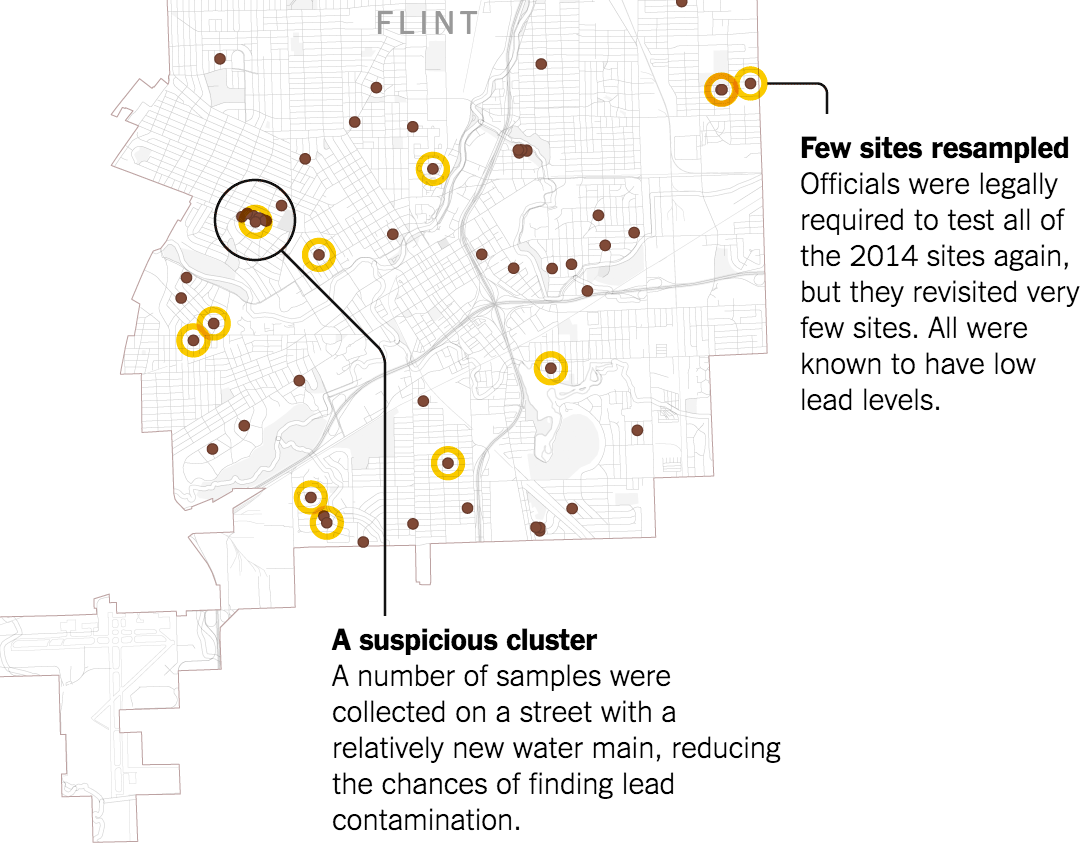 FLINT
Few sites resampled
Officials were legally
required to test all of
the 2014 sites again,
but they revisited very
few sites. All were
known to have low
lead levels.
A suspicious cluster
A number of samples were
collected on a street with a
relatively new water main, reducing
the chances of finding lead
contamination.